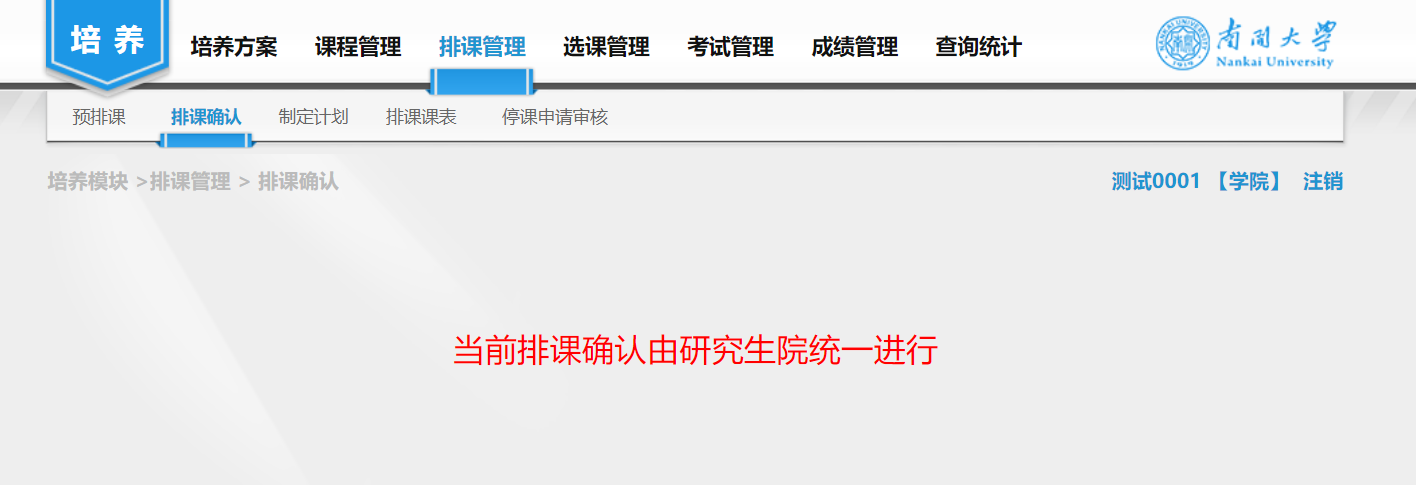 培养
培养方案 课程管理 排课管理 选课管理 考试管理 成绩管理 查询统计
南開大學
Nankai University
预排课 排课确认 制定计划 排课课表 停课申请审核
培养模块 >排课管理 > 排课确认
测试0001 【学院】 注销
当前排课确认由研究生院统一进行